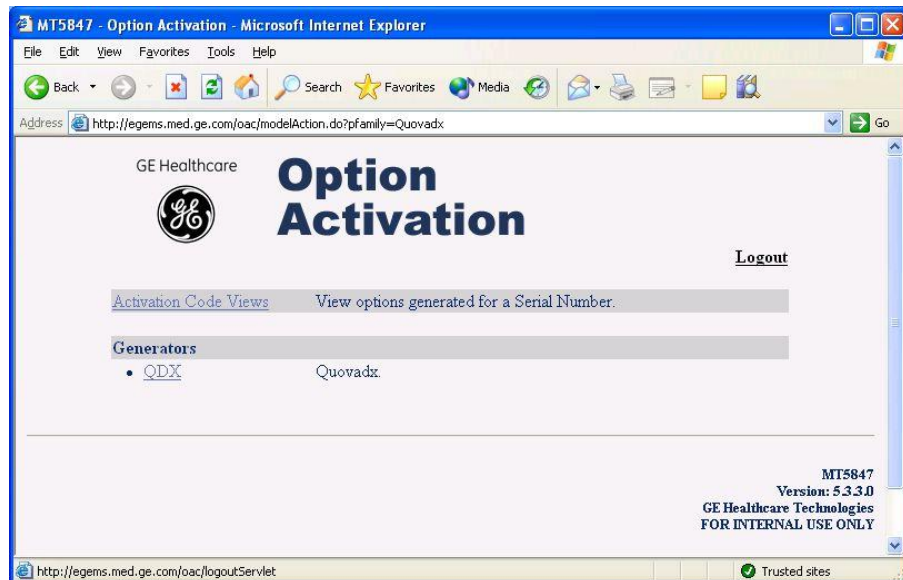 MT5847 - Option Activation - Microsoft Internet Explorer
File Edit View Favorites Tools Help
Back Search Favorites Media
Address http://egems.med.ge.com/oac/modelAction.do?pfamily=Quovadx Go
GE Healthcare
Option
Activation
Logout
Activation Code Views View options generated for a Serial Number.
Generators
• QDX Quovadx.
MT5847
Version: 5.3.3.0
GE Healthcare Technologies
FOR INTERNAL USE ONLY
http://egems.med.ge.com/oac/logoutServlet Trusted sites